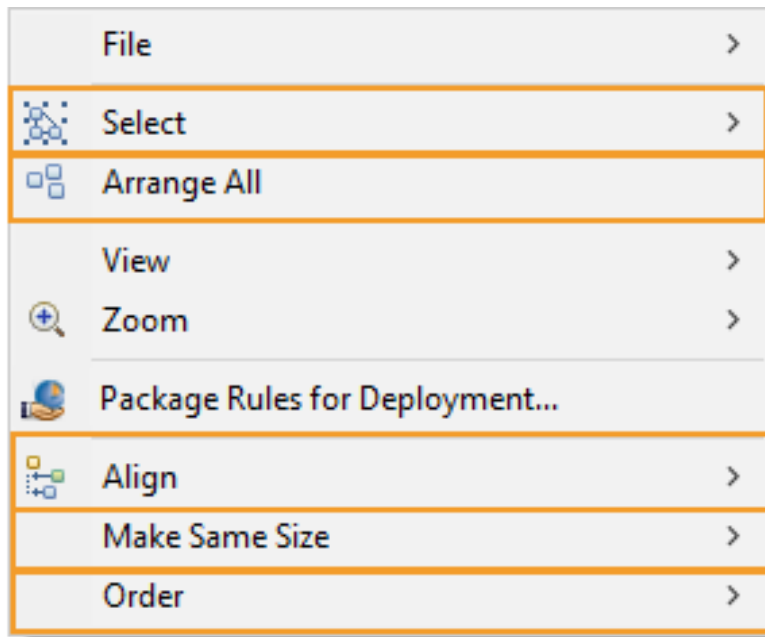 File
Select
Arrange All
View
Zoom
Package Rules for Deployment...
Align
Make Same Size
Order